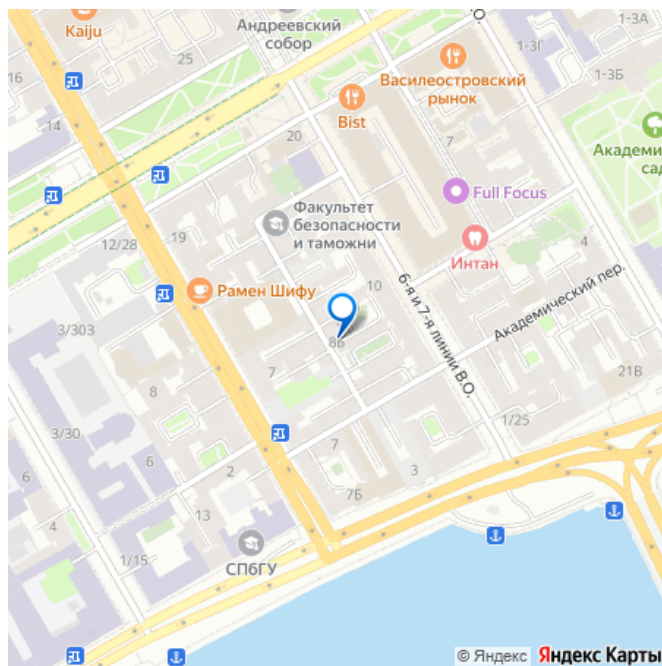 Kaiju
Андреевский
собор
1-3А
1-3Г
О.
16
25
Василеостровский
рынок
1-3Б
14
Bist
7
20
Академи
сад
Full Focus
Факультет
безопасности
и таможни
12/28
19
4
Интан
Рамен Шифу
10
6-я и 7-я линии В.О.
Академический пер.
3/303
8Б
7
8
21В
1/25
3/30
6
2
7
3
6
4
13
7Б
1/15
СПбГУ
© Яндекс Яндекс Карты